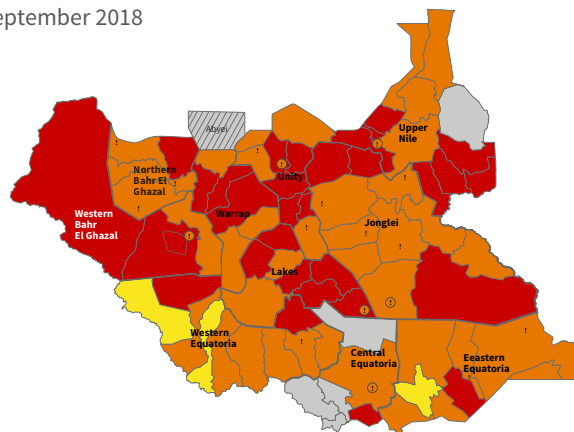 eptember 2018
Abyei
Upper
Nile
Northern
Bahr El
Ghazal
Unity
Western
Bahr
El Ghazal
Warrap
Jonglei
Lakes
Western
Equatoria
Central
Equatoria
Eeastern
Equatoria